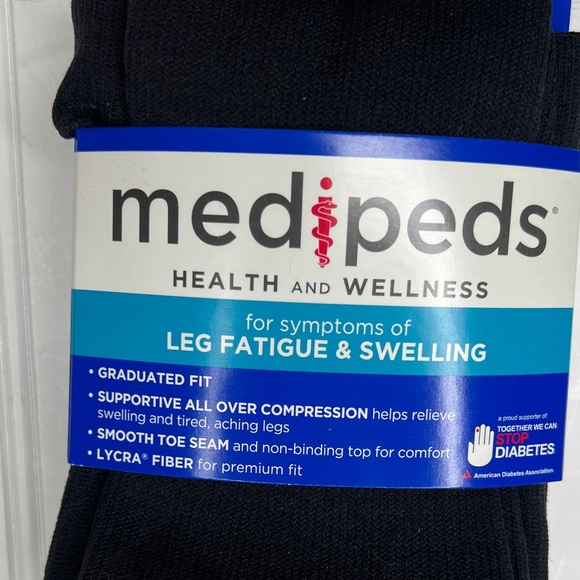 medipeds®
HEALTH AND WELLNESS
for symptoms of
LEG FATIGUE & SWELLING
• GRADUATED FIT
• SUPPORTIVE ALL OVER COMPRESSION helps relieve
swelling and tired, aching legs
• SMOOTH TOE SEAM and non-binding top for comfort
• LYCRA® FIBER for premium fit
a proud supporter of:
TOGETHER WE CAN
STOP
DIABETES
American Diabetes Association.